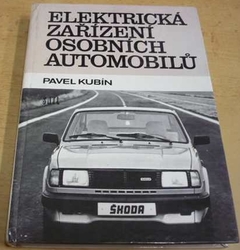 ELEKTRICKÁ
ZAŘÍZENÍ
OSOBNÍCH
AUTOMOBILŮ
PAVEL KUBÍN
ŠKODA